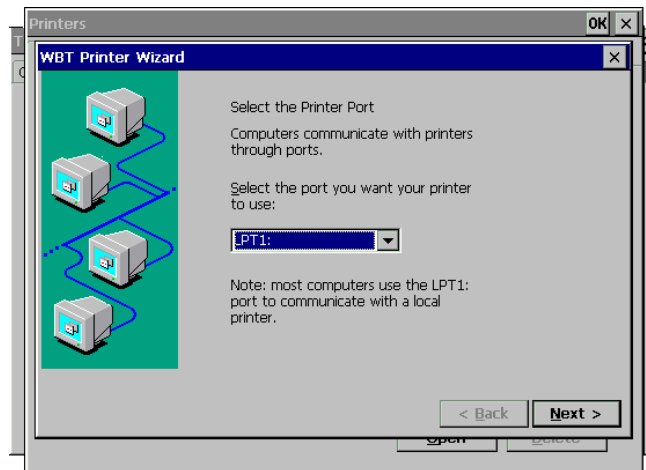 Printers
OK
WBT Printer Wizard
Select the Printer Port
Computers communicate with printers
through ports.
Select the port you want your printer
to use:
LPT1:
Note: most computers use the LPT1:
port to communicate with a local
printer.
< Back
Next >
Open
Delete